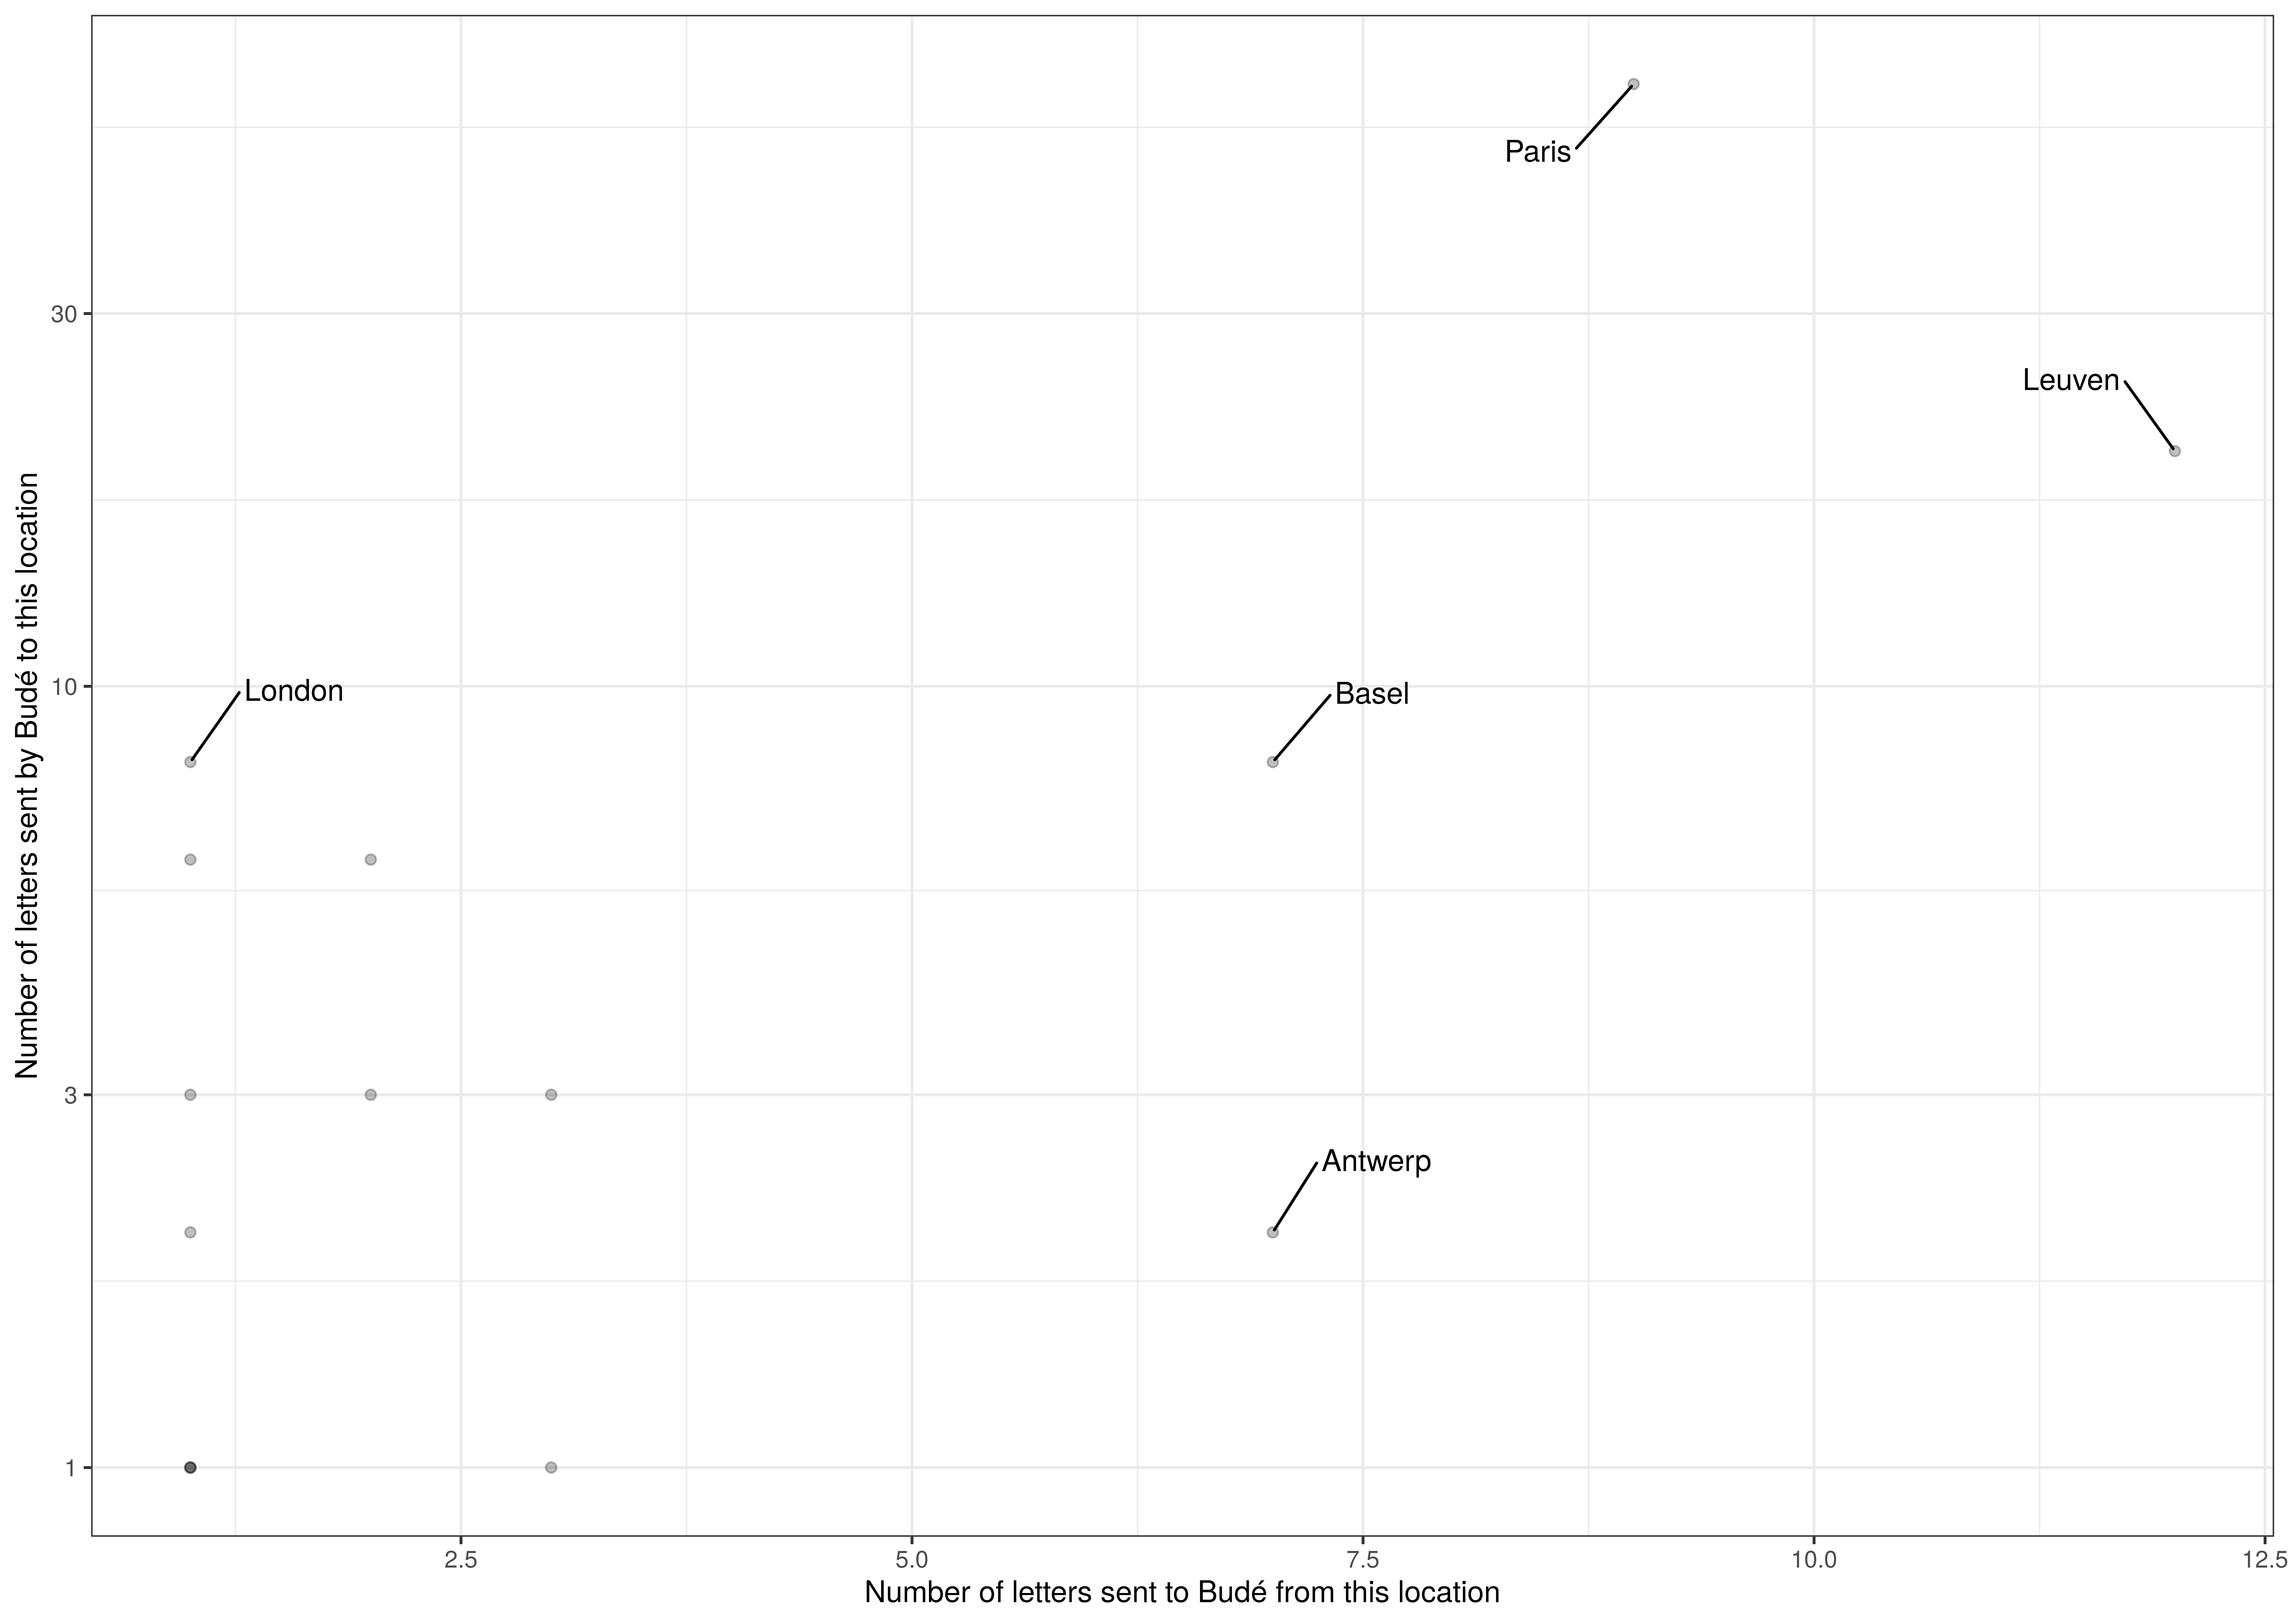 Paris
30
Leuven
10
London
Basel
3
Antwerp
1
2.5
5.0
7.5
10.0
12.5
Number of letters sent to Budé from this location
Number of letters sent by Budé to this location